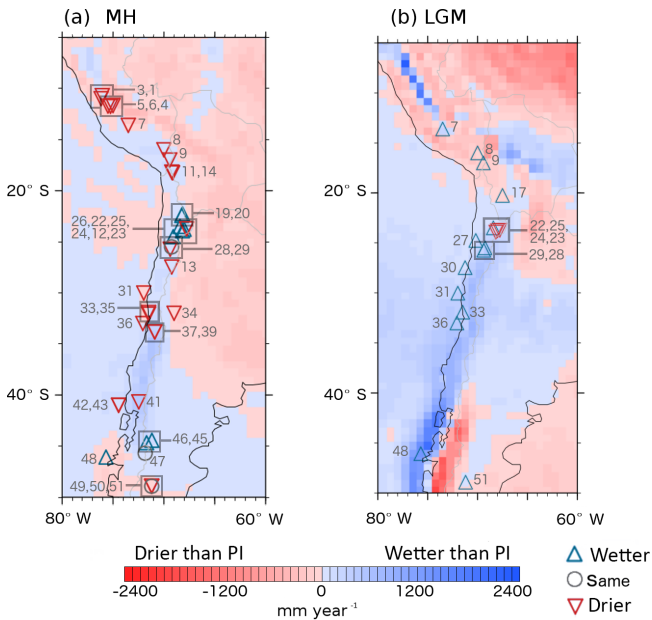 (a) MH
(b) LGM
3,1
5,6,4
7
8
9
11,14
20° S
19,20
26,22,25,
24,12,23
28,29
13
31
33,35
34
36
37,39
40° S
42,43
41
46,45
48
47
49,50,51
80° W
60° W
7
8
9
17
20° S
22,25,
24,23
27
29,28
30
31
33
36
40° S
48
51
80° W
60° W
Drier than PI
Wetter than PI
-2400
-1200
0
1200
2400
mm year -1
Wetter
Same
Drier